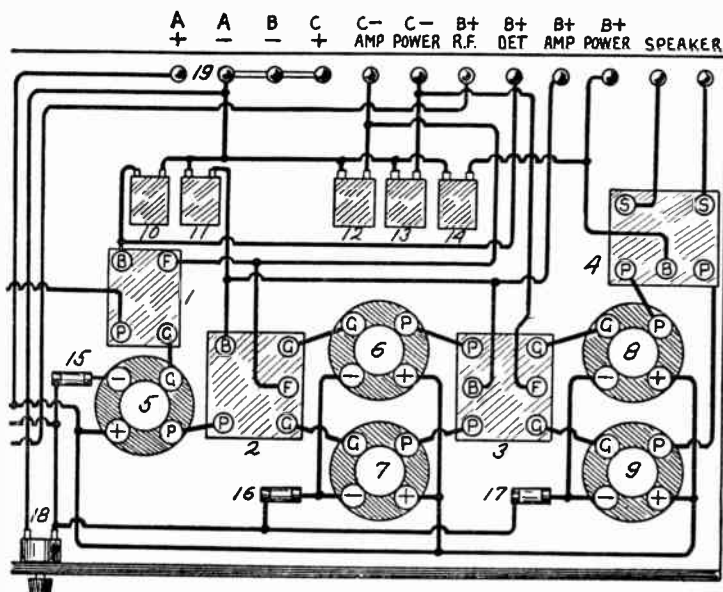 A A B C C- C- B+ B+ B+ B+ SPEAKER
+ - - + AMP POWER R.F. DET AMP POWER
19
10 11 12 13 14
S S
4
P B P
B F
1
P G
15
- G
5
+ P
B G
F
P G
2
G P
6
- +
G P
7
- +
16
P G
B F
P G
3
G P
8
- +
G P
9
- +
17
18